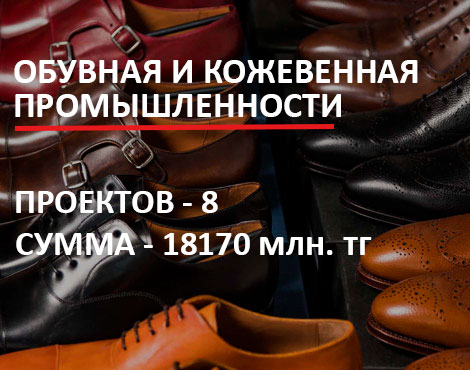 ОБУВНАЯ И КОЖЕВЕННАЯ
ПРОМЫШЛЕННОСТИ
ПРОЕКТОВ - 8
СУММА - 18170 млн. тг